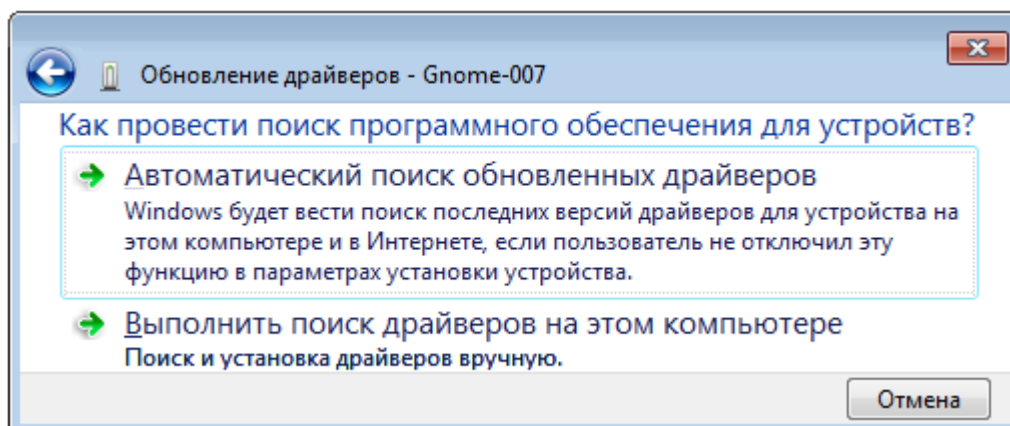 Обновление драйверов - Gnome-007
Как провести поиск программного обеспечения для устройств?
Автоматический поиск обновленных драйверов
Windows будет вести поиск последних версий драйверов для устройства на
этом компьютере и в Интернете, если пользователь не отключил эту
функцию в параметрах установки устройства.
Выполнить поиск драйверов на этом компьютере
Поиск и установка драйверов вручную.
Отмена